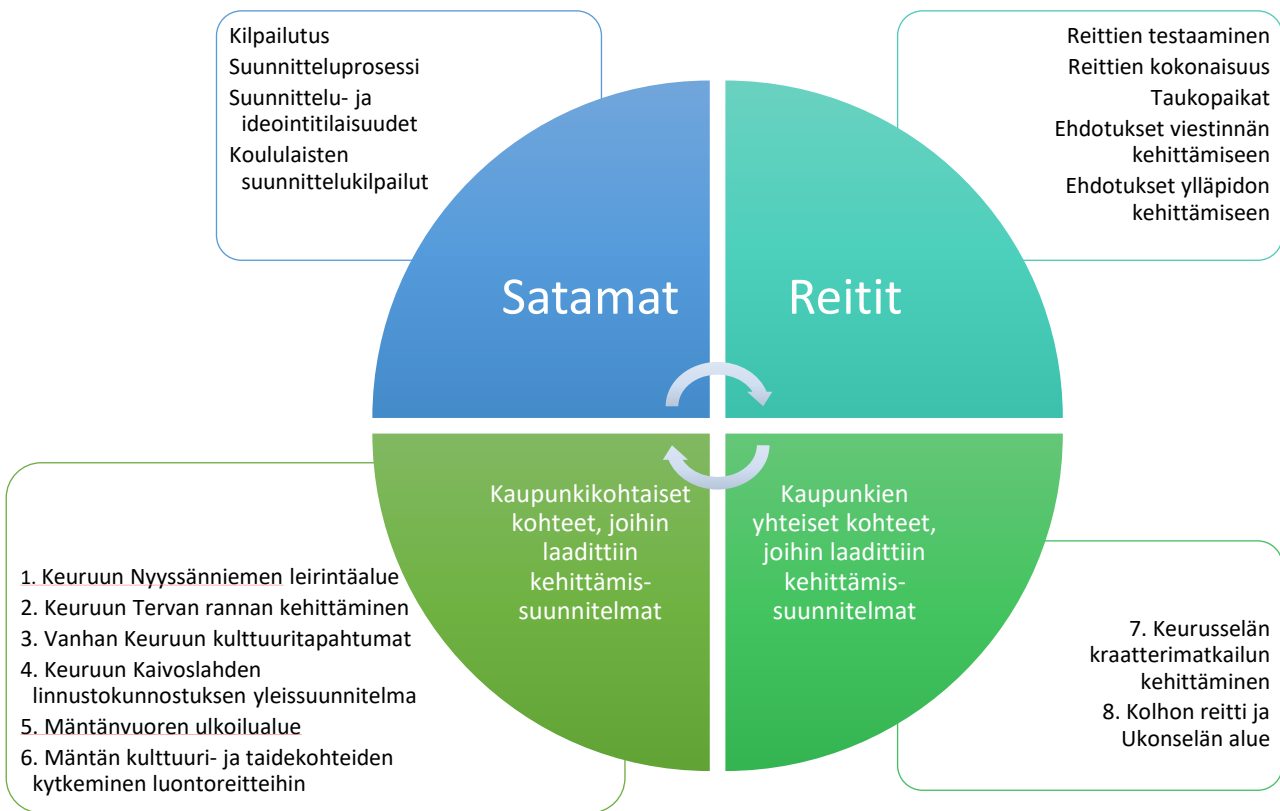 Kilpailutus
Suunnitteluprosessi
Suunnittelu- ja
ideointitilaisuudet
Koululaisten
suunnittelukilpailut
Reittien testaaminen
Reittien kokonaisuus
Taukopaikat
Ehdotukset viestinnän
kehittämiseen
Ehdotukset ylläpidon
kehittämiseen
Satamat
Reitit
Kaupunkikohtaiset
kohteet, joihin
laadittiin
kehittämis-
suunnitelmat
Kaupunkien
yhteiset kohteet,
joihin laadittiin
kehittämis-
suunnitelmat
1. Keuruun Nyyssänniemen leirintäalue
2. Keuruun Tervan rannan kehittäminen
3. Vanhan Keuruun kulttuuritapahtumat
4. Keuruun Kaivoslahden
linnustokunnostuksen yleissuunnitelma
5. Mäntänvuoren ulkoilualue
6. Mäntän kulttuuri- ja taidekohteiden
kytkeminen luontoreitteihin
7. Keurusselän
kraatterimatkailun
kehittäminen
8. Kolhon reitti ja
Ukonselän alue